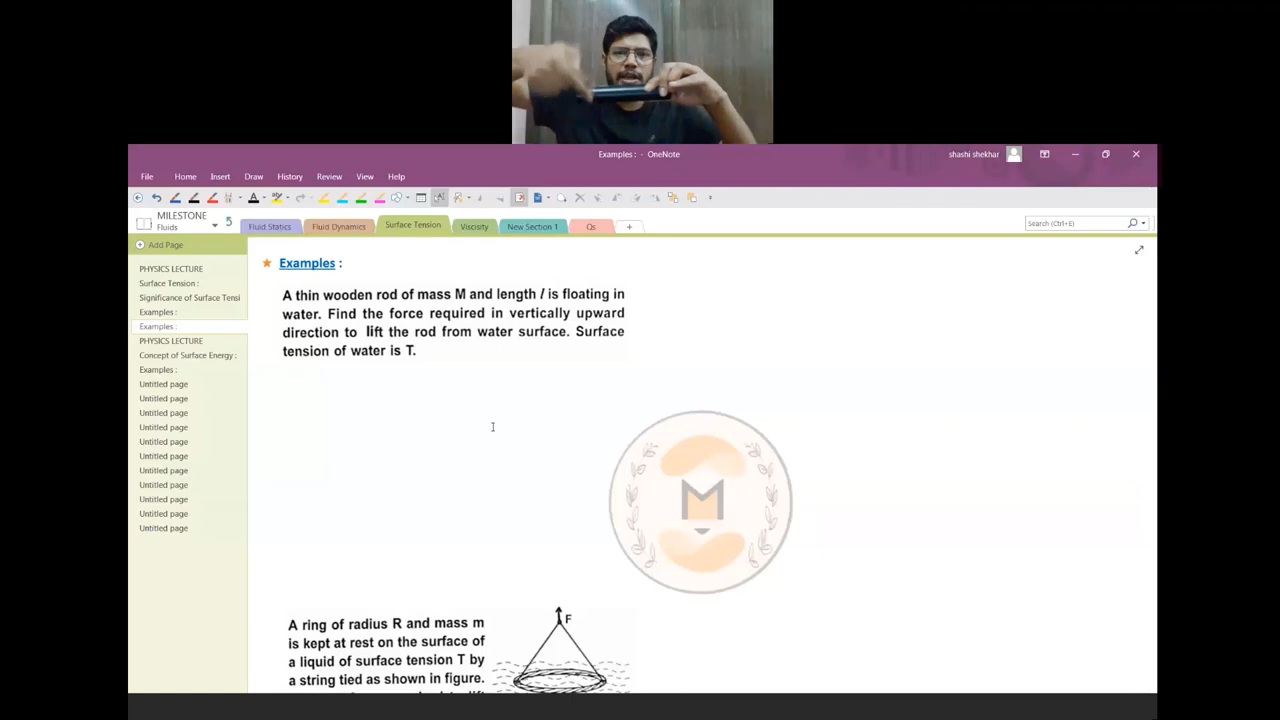 Examples : - OneNote
shashi shekhar
File Home Insert Draw History Review View Help
MILESTONE
Fluids
Fluid Statics Fluid Dynamics Surface Tension Viscosity New Section 1 Qs +
Search (Ctrl+E)
Add Page
PHYSICS LECTURE
Surface Tension :
Significance of Surface Tensi
Examples :
Examples :
PHYSICS LECTURE
Concept of Surface Energy :
Examples :
Untitled page
Untitled page
Untitled page
Untitled page
Untitled page
Untitled page
Untitled page
Untitled page
Untitled page
Untitled page
Untitled page
Examples :
A thin wooden rod of mass M and length l is floating in
water. Find the force required in vertically upward
direction to lift the rod from water surface. Surface
tension of water is T.
M
A ring of radius R and mass m
is kept at rest on the surface of
a liquid of surface tension T by
a string tied as shown in figure.
F